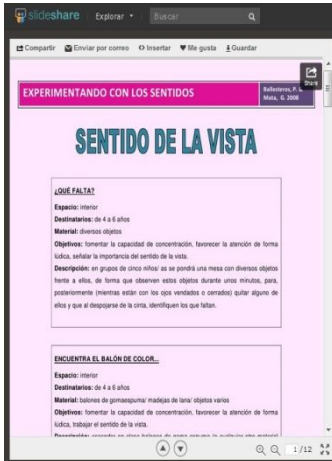 slideshare Explorar Buscar
Compartir Enviar por correo Insertar Me gusta Guardar
Share
EXPERIMENTANDO CON LOS SENTIDOS
Ballesteros, P.
Mata, G. 2008
SENTIDO DE LA VISTA
¿QUÉ FALTA?
Espacio: interior
Destinatarios: de 4 a 6 años
Material: diversos objetos
Objetivos: fomentar la capacidad de concentración, favorecer la atención de forma
lúdica, señalar la importancia del sentido de la vista.
Descripción: en grupos de cinco niños/ as se pondrá una mesa con diversos objetos
frente a ellos, de forma que observen estos objetos durante unos minutos, para,
posteriormente (mientras están con los ojos vendados o cerrados) quitar alguno de
ellos y que al despojarse de la cinta, identifiquen los que faltan.
ENCUENTRA EL BALÓN DE COLOR...
Espacio: interior
Destinatarios: de 4 a 6 años
Material: balones de gomaespuma/ madejas de lana/ objetos varios
Objetivos: fomentar la capacidad de concentración, favorecer la atención de forma
lúdica, trabajar el sentido de la vista.
1 /12